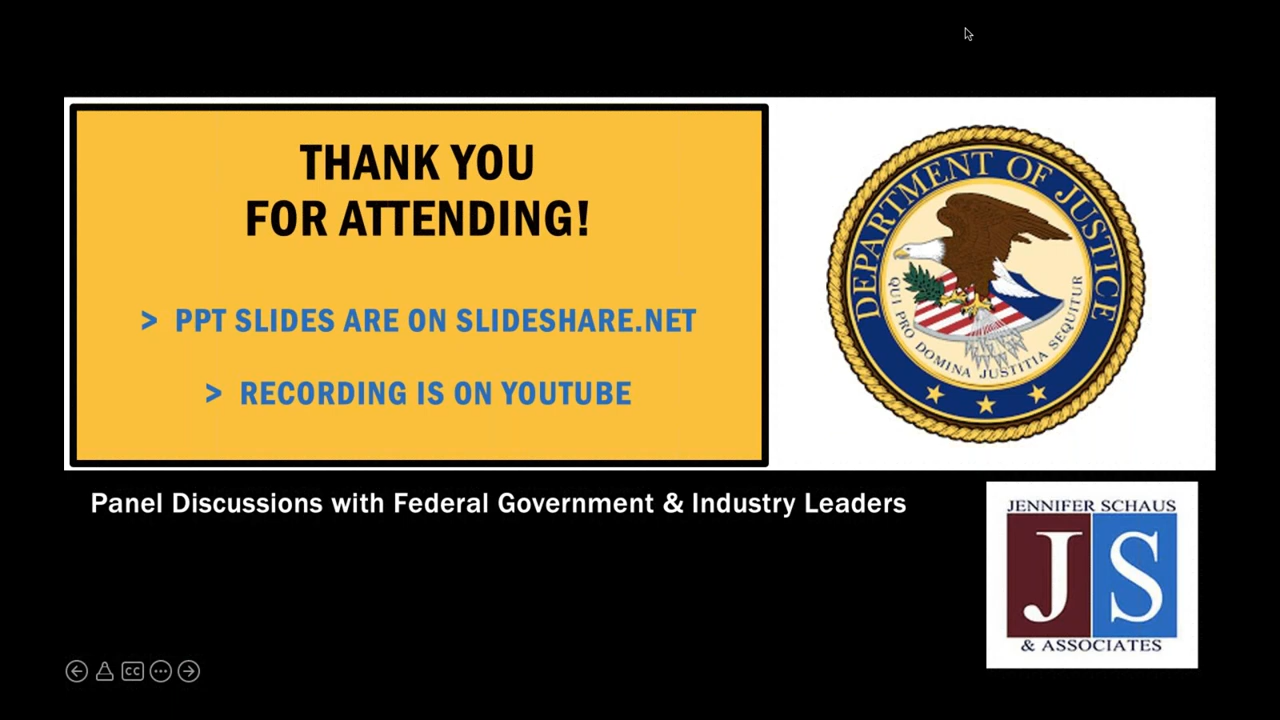 THANK YOU
FOR ATTENDING!
> PPT SLIDES ARE ON SLIDESHARE.NET
> RECORDING IS ON YOUTUBE
DEPARTMENT OF JUSTICE
QUI PRO DOMINA JUSTITIA SEQUITUR
Panel Discussions with Federal Government & Industry Leaders
JENNIFER SCHAUS
JS
& ASSOCIATES
CC